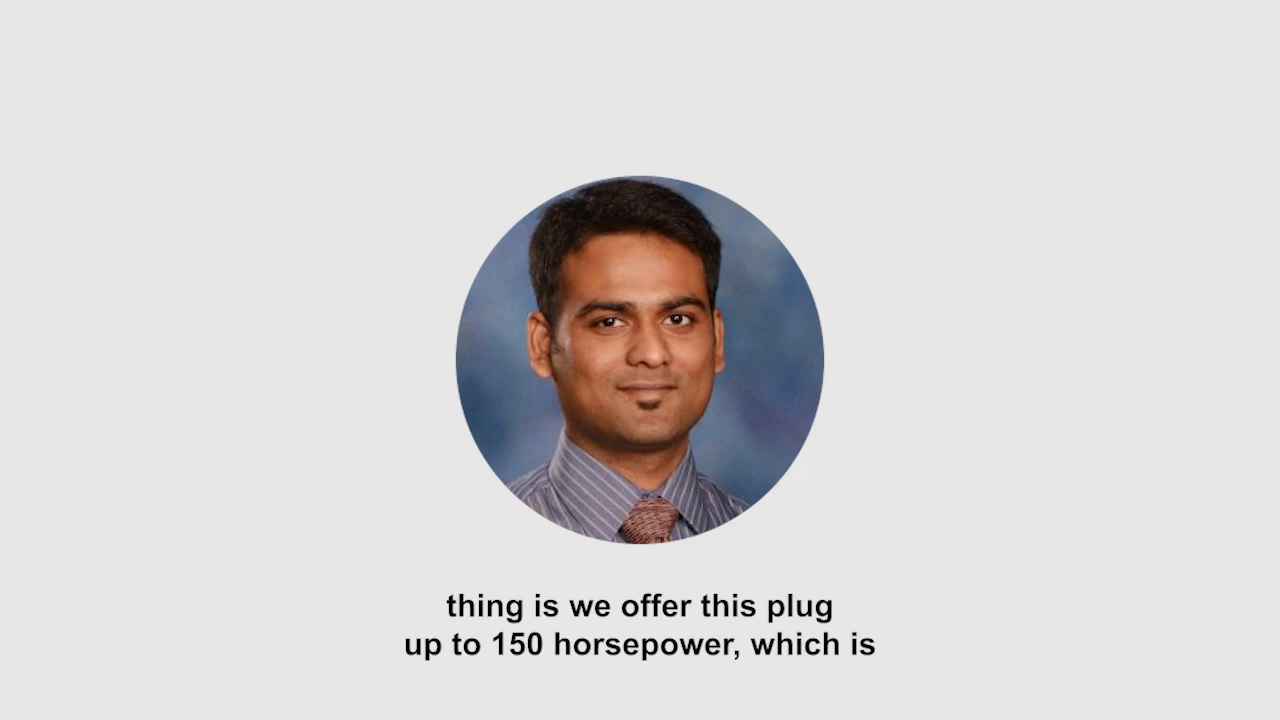 thing is we offer this plug
up to 150 horsepower, which is